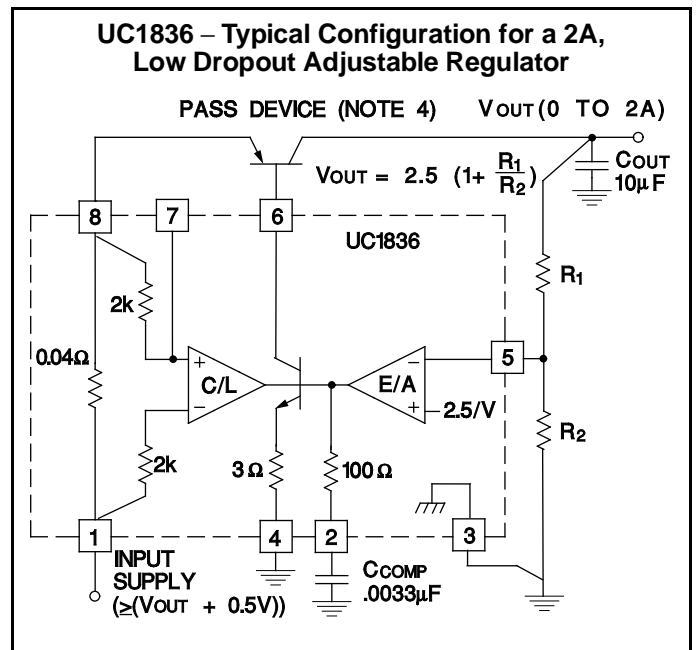 UC1836 – Typical Configuration for a 2A,
Low Dropout Adjustable Regulator
PASS DEVICE (NOTE 4)
VOUT (0 TO 2A)
VOUT = 2.5 (1+ R1/R2)
COUT
10µF
8
7
6
UC1836
2k
R1
0.04Ω
+
C/L
−
5
−
E/A
+
2.5/V
R2
2k
3Ω
100Ω
1
4
2
3
INPUT
SUPPLY
(≥(VOUT + 0.5V))
CCOMP
.0033µF